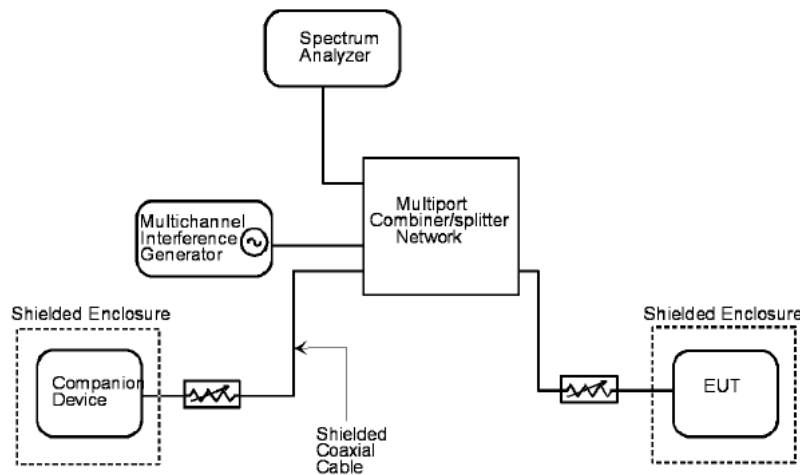 Spectrum
Analyzer
Multiport
Combiner/splitter
Network
Multichannel
Interference
Generator
Shielded Enclosure
Companion
Device
Shielded
Coaxial
Cable
Shielded Enclosure
EUT